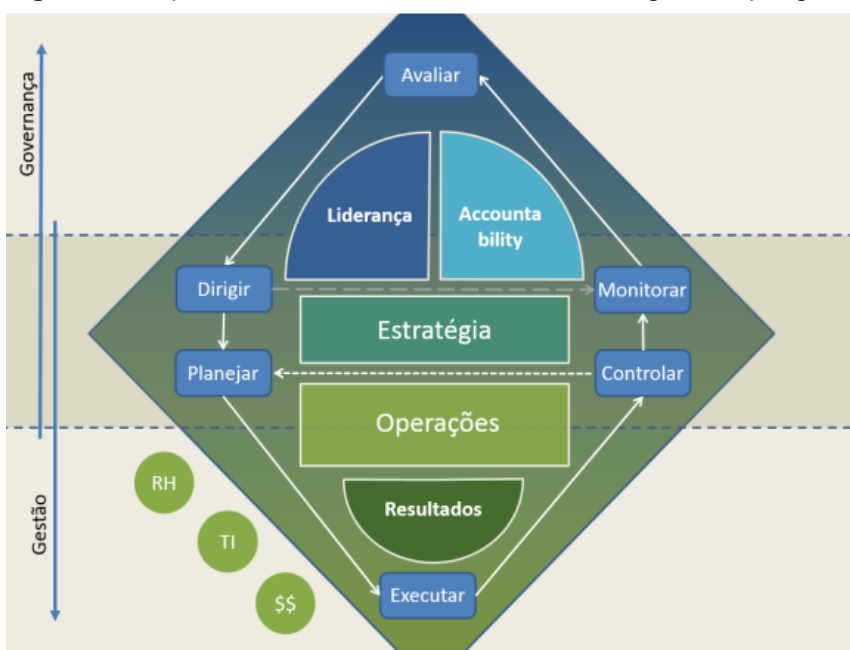 Avaliar
Governança
Liderança
Accounta
bility
Dirigir
Monitorar
Estratégia
Planejar
Controlar
Operações
RH
Resultados
Gestão
TI
$$
Executar